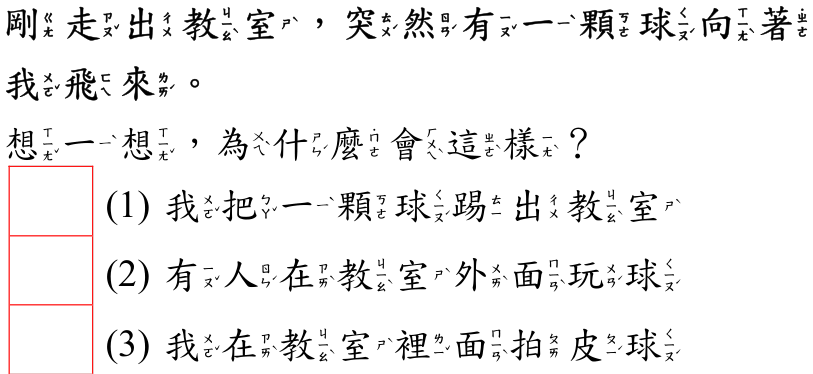 剛走出教室，突然有一顆球向著
我飛來。
想一想，為什麼會這樣？
(1) 我把一顆球踢出教室
(2) 有人在教室外面玩球
(3) 我在教室裡面拍皮球